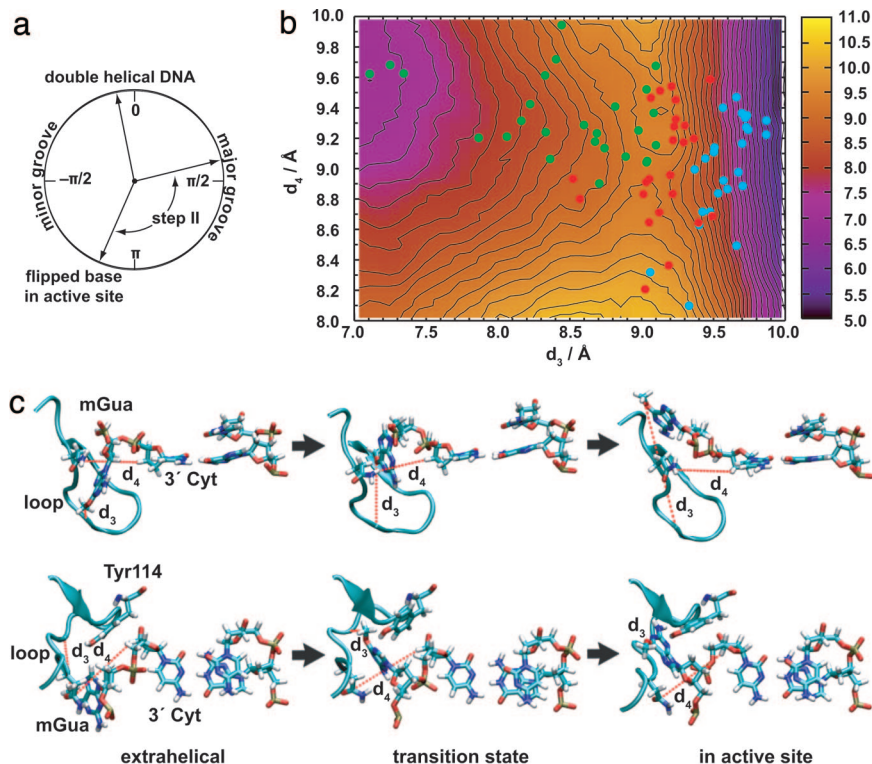 a
double helical DNA
0
minor groove
major groove
–π/2
π/2
step II
π
flipped base
in active site
b
10.0
9.8
9.6
9.4
9.2
9.0
8.8
8.6
8.4
8.2
8.0
d4 / Å
7.0
7.5
8.0
8.5
9.0
9.5
10.0
d3 / Å
11.0
10.5
10.0
9.5
9.0
8.5
8.0
7.5
7.0
6.5
6.0
5.5
5.0
c
mGua
d4
3´ Cyt
loop
d3
d4
d3
d4
d3
Tyr114
loop
d3
d4
mGua
3´ Cyt
d3
d4
d3
d4
extrahelical
transition state
in active site